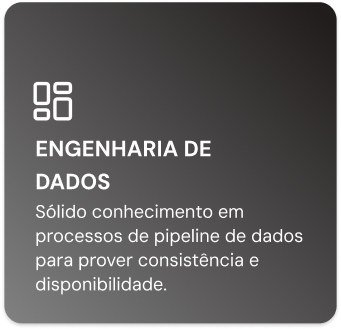 ENGENHARIA DE
DADOS
Sólido conhecimento em
processos de pipeline de dados
para prover consistência e
disponibilidade.